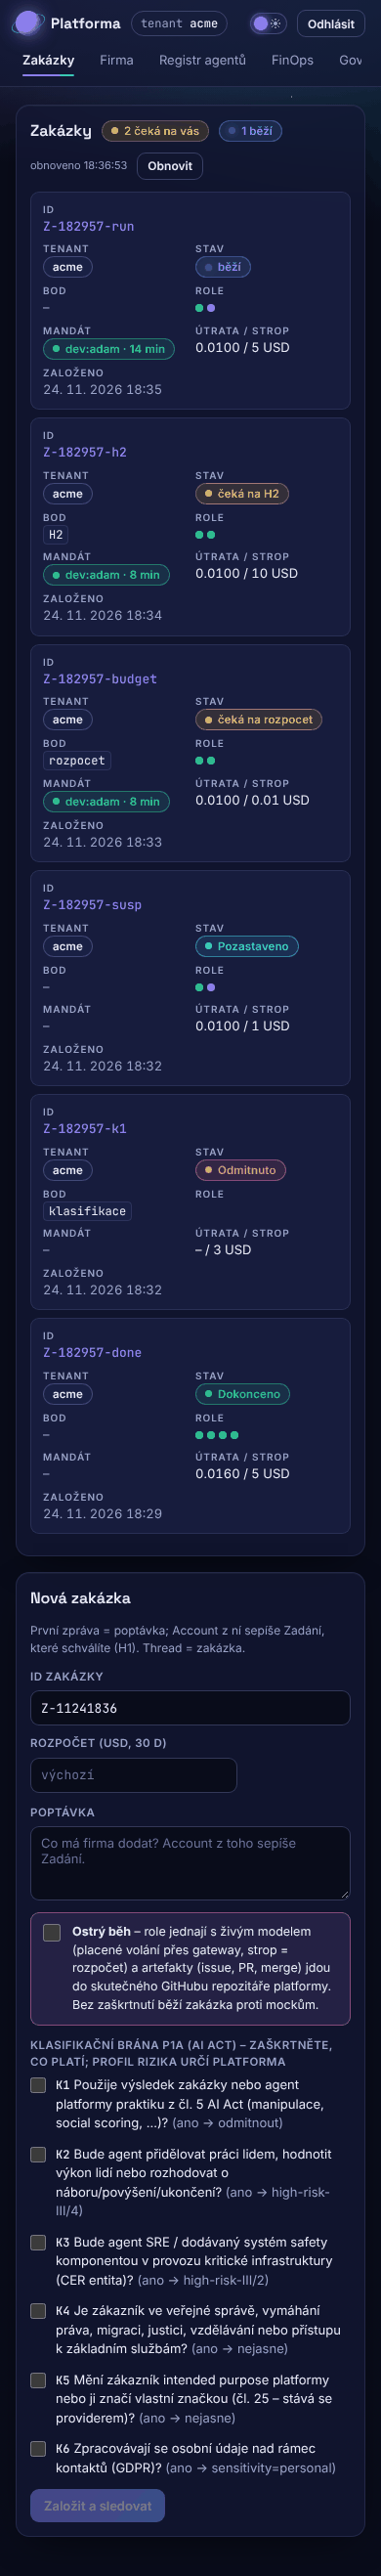 Platforma
tenant acme
Odhlásit
Zakázky
Firma
Registr agentů
FinOps
Gov
Zakázky
2 čeká na vás
1 běží
obnoveno 18:36:53
Obnovit
ID
Z-182957-run
TENANT
STAV
acme
běží
BOD
ROLE
–
MANDÁT
ÚTRATA / STROP
dev:adam · 14 min
0.0100 / 5 USD
ZALOŽENO
24. 11. 2026 18:35
ID
Z-182957-h2
TENANT
STAV
acme
čeká na H2
BOD
ROLE
H2
MANDÁT
ÚTRATA / STROP
dev:adam · 8 min
0.0100 / 10 USD
ZALOŽENO
24. 11. 2026 18:34
ID
Z-182957-budget
TENANT
STAV
acme
čeká na rozpocet
BOD
ROLE
rozpocet
MANDÁT
ÚTRATA / STROP
dev:adam · 8 min
0.0100 / 0.01 USD
ZALOŽENO
24. 11. 2026 18:33
ID
Z-182957-susp
TENANT
STAV
acme
Pozastaveno
BOD
ROLE
–
MANDÁT
ÚTRATA / STROP
–
0.0100 / 1 USD
ZALOŽENO
24. 11. 2026 18:32
ID
Z-182957-k1
TENANT
STAV
acme
Odmítnuto
BOD
ROLE
klasifikace
MANDÁT
ÚTRATA / STROP
–
– / 3 USD
ZALOŽENO
24. 11. 2026 18:32
ID
Z-182957-done
TENANT
STAV
acme
Dokonceno
BOD
ROLE
–
MANDÁT
ÚTRATA / STROP
–
0.0160 / 5 USD
ZALOŽENO
24. 11. 2026 18:29
Nová zakázka
První zpráva = poptávka; Account z ní sepíše Zadání,
které schválíte (H1). Thread = zakázka.
ID ZAKÁZKY
Z-11241836
ROZPOČET (USD, 30 D)
výchozí
POPTÁVKA
Co má firma dodat? Account z toho sepíše
Zadání.
Ostrý běh – role jednají s živým modelem
(placené volání přes gateway, strop =
rozpočet) a artefakty (issue, PR, merge) jdou
do skutečného GitHubu repozitáře platformy.
Bez zaškrtnutí běží zakázka proti mockům.
KLASIFIKAČNÍ BRÁNA P1A (AI ACT) – ZAŠKRTNĚTE,
CO PLATÍ; PROFIL RIZIKA URČÍ PLATFORMA
K1 Použije výsledek zakázky nebo agent
platformy praktiku z čl. 5 AI Act (manipulace,
social scoring, …)? (ano → odmítnout)
K2 Bude agent přidělovat práci lidem, hodnotit
výkon lidí nebo rozhodovat o
náboru/povýšení/ukončení? (ano → high-risk-
III/4)
K3 Bude agent SRE / dodávaný systém safety
komponentou v provozu kritické infrastruktury
(CER entita)? (ano → high-risk-III/2)
K4 Je zákazník ve veřejné správě, vymáhání
práva, migraci, justici, vzdělávání nebo přístupu
k základním službám? (ano → nejasne)
K5 Mění zákazník intended purpose platformy
nebo ji značí vlastní značkou (čl. 25 – stává se
providerem)? (ano → nejasne)
K6 Zpracovávají se osobní údaje nad rámec
kontaktů (GDPR)? (ano → sensitivity=personal)
Založit a sledovat